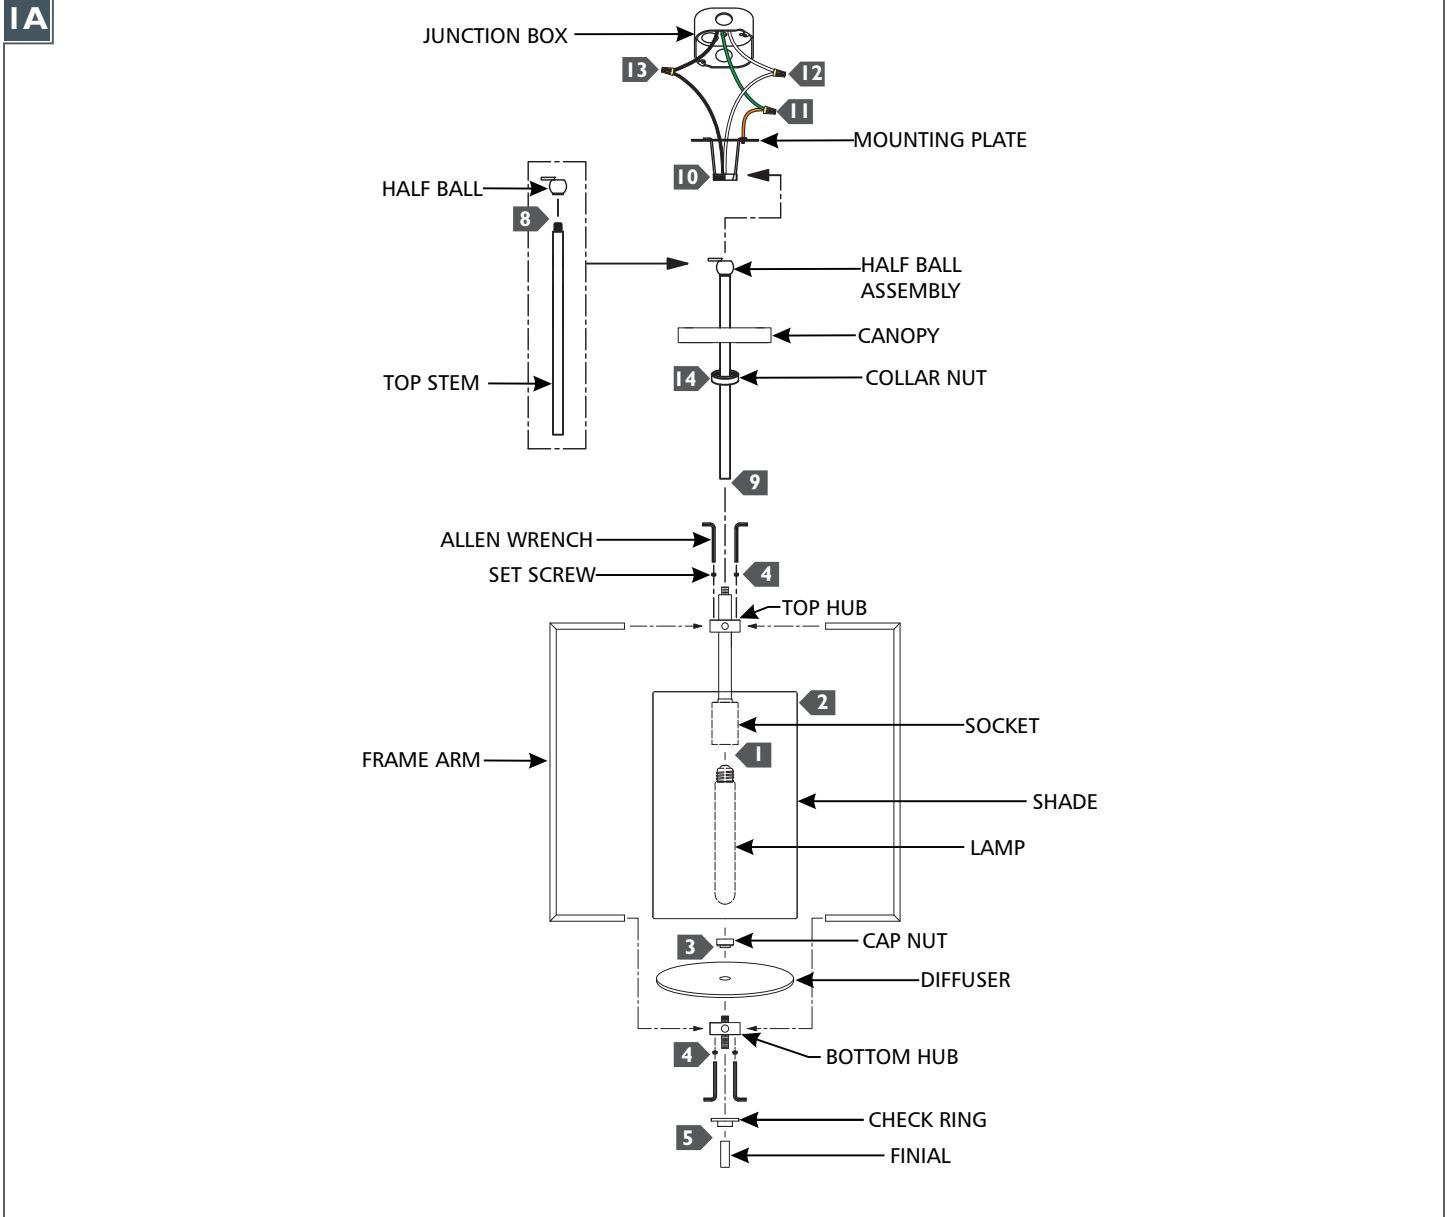 1A
JUNCTION BOX
13
12
11
MOUNTING PLATE
10
HALF BALL
8
HALF BALL
ASSEMBLY
CANOPY
TOP STEM
14
COLLAR NUT
9
ALLEN WRENCH
SET SCREW
4
TOP HUB
2
SOCKET
1
FRAME ARM
SHADE
LAMP
3
CAP NUT
DIFFUSER
4
BOTTOM HUB
CHECK RING
5
FINIAL